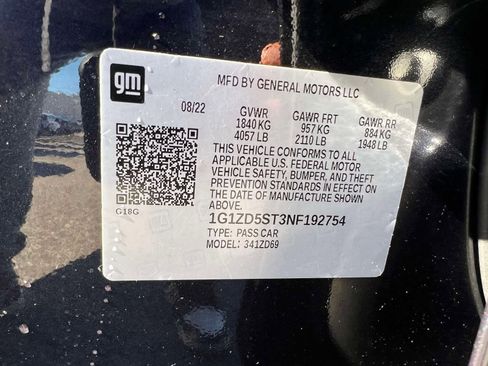 gm
MFD BY GENERAL MOTORS LLC
08/22 GVWR GAWR FRT GAWR RR
1840 KG 957 KG 884 KG
4057 LB 2110 LB 1948 LB
THIS VEHICLE CONFORMS TO ALL
APPLICABLE U.S. FEDERAL MOTOR
VEHICLE SAFETY, BUMPER, AND THEFT
PREVENTION STANDARDS IN EFFECT
ON THE DATE OF MANUFACTURE SHOWN
ABOVE.
G18G
1G1ZD5ST3NF192754
TYPE: PASS CAR
MODEL: 341ZD69